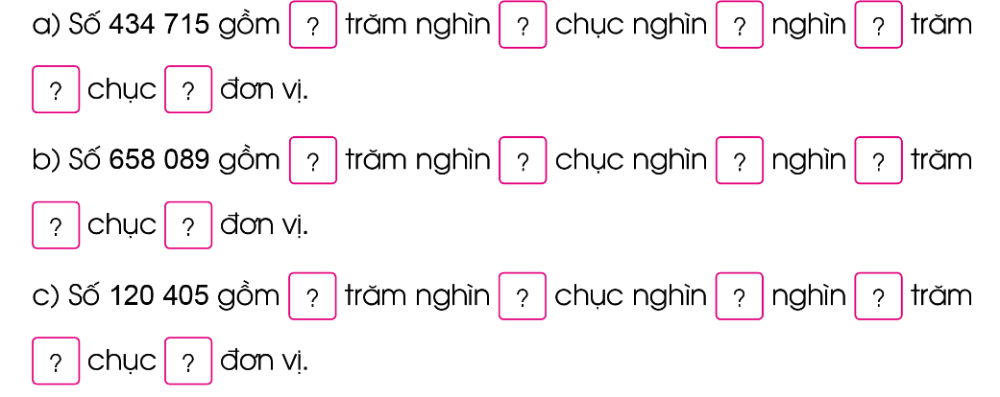 a) Số 434 715 gồm ? trăm nghìn ? chục nghìn ? nghìn ? trăm
? chục ? đơn vị.
b) Số 658 089 gồm ? trăm nghìn ? chục nghìn ? nghìn ? trăm
? chục ? đơn vị.
c) Số 120 405 gồm ? trăm nghìn ? chục nghìn ? nghìn ? trăm
? chục ? đơn vị.